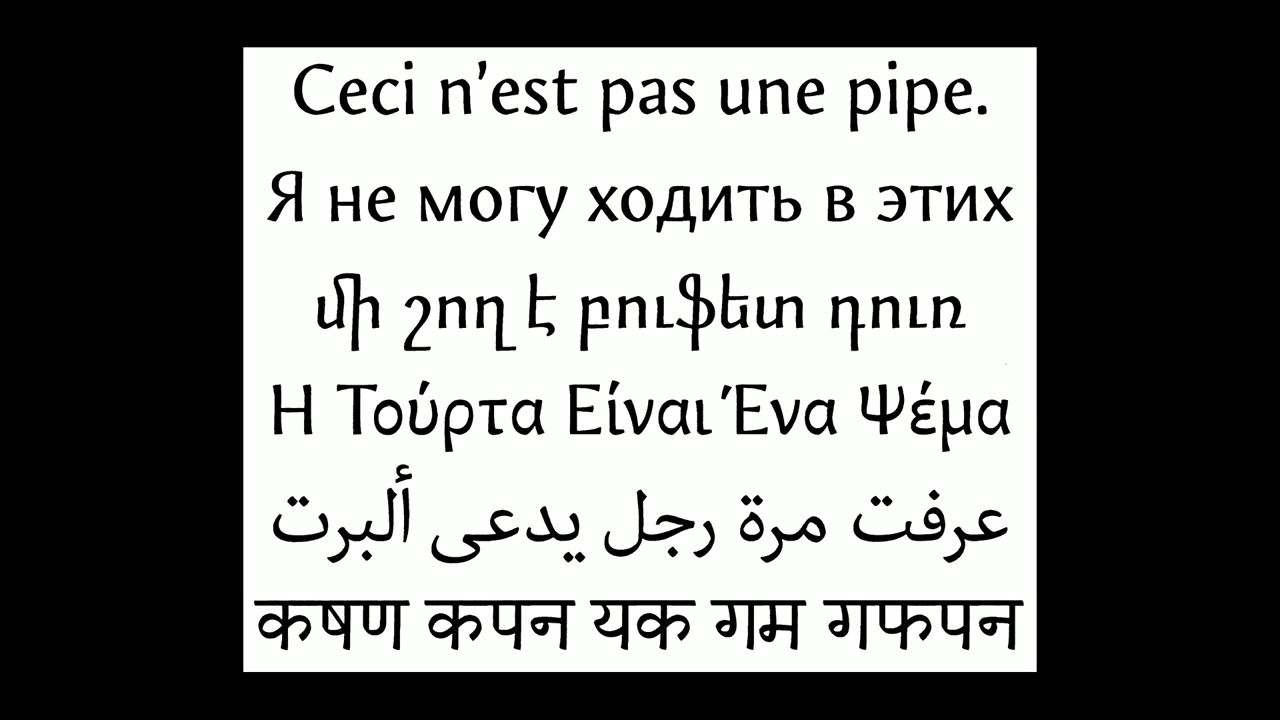 Ceci n’est pas une pipe.
Я не могу ходить в этих
մի շող է բուֆետ դուռ
Η Τούρτα Είναι Ένα Ψέμα
عرفت مرة رجل يدعى ألبرت
कषण कपन यक गम गफपन